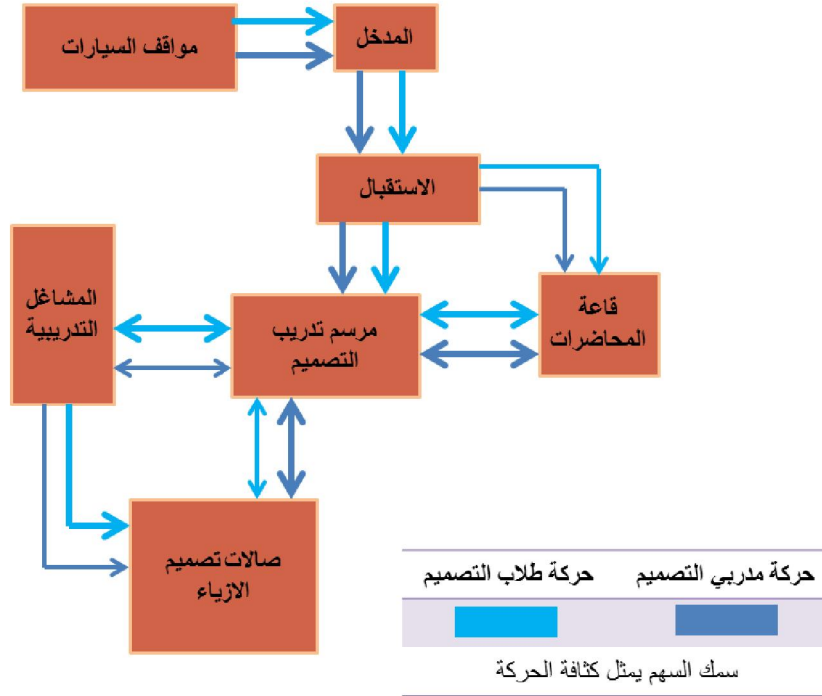 المدخل
مواقف السيارات
الاستقبال
المشاغل
التدريبية
مرسم تدريب
التصميم
قاعة
المحاضرات
صالات تصميم
الازياء
حركة مدربي التصميم
حركة طلاب التصميم
سمك السهم يمثل كثافة الحركة